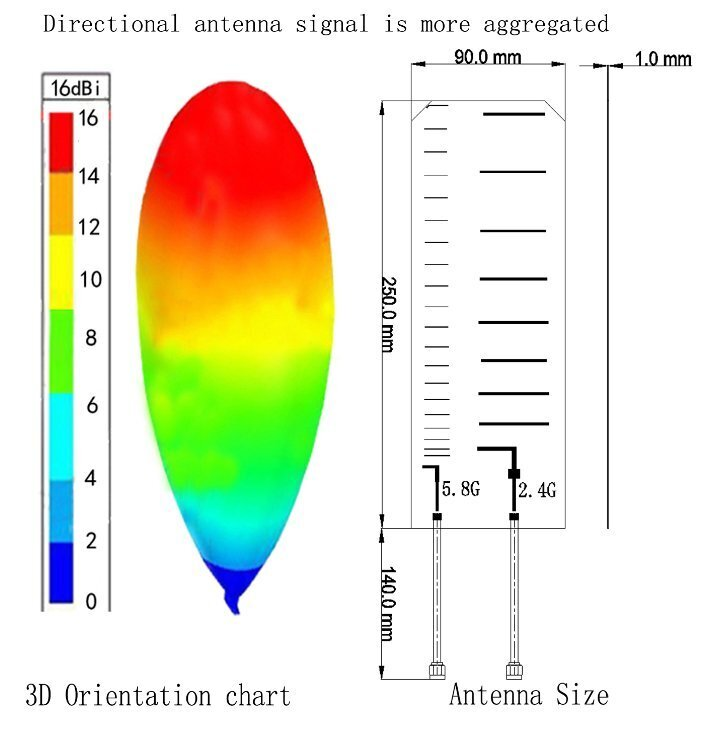 Directional antenna signal is more aggregated
90.0 mm
1.0 mm
16dBi
16
14
12
10
8
6
4
2
0
250.0 mm
5.8G
2.4G
140.0 mm
3D Orientation chart
Antenna Size